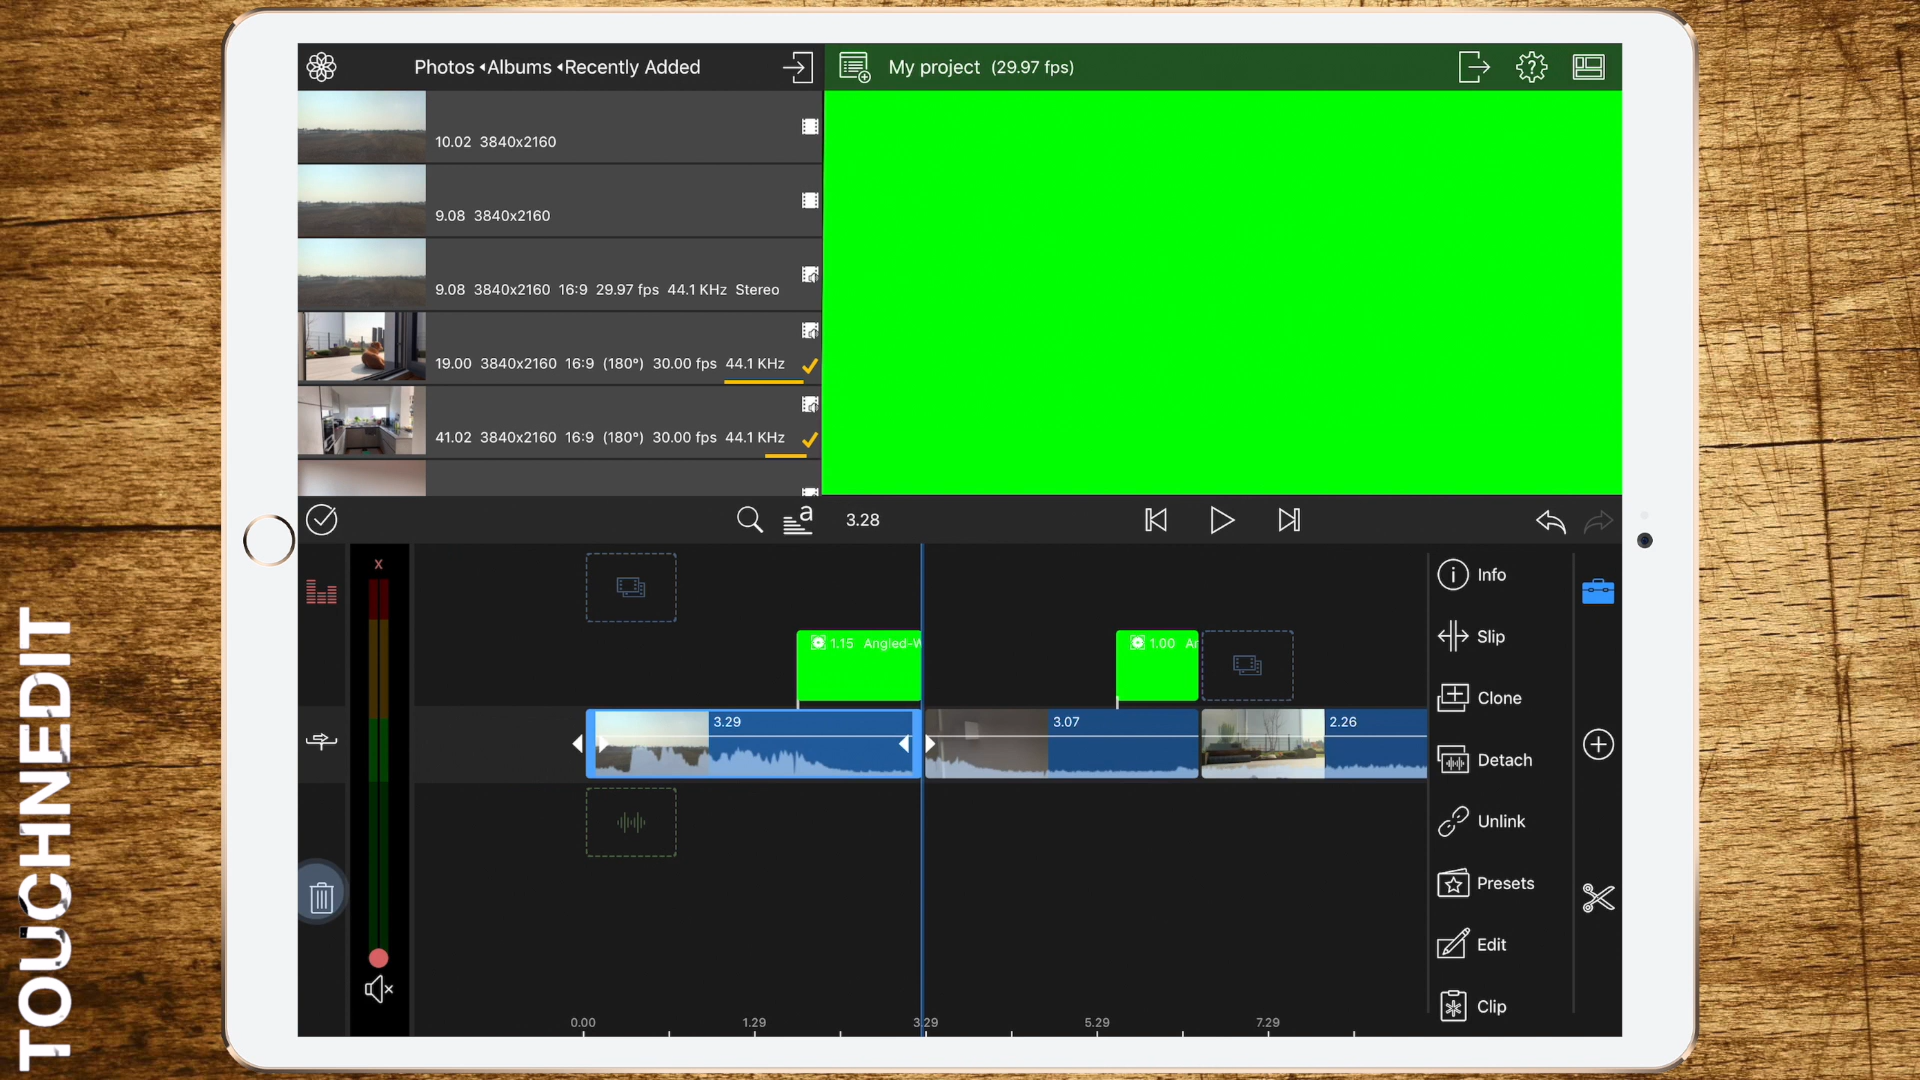 Photos ◂Albums ◂Recently Added
My project (29.97 fps)
10.02 3840x2160
9.08 3840x2160
9.08 3840x2160 16:9 29.97 fps 44.1 KHz Stereo
19.00 3840x2160 16:9 (180°) 30.00 fps 44.1 KHz
41.02 3840x2160 16:9 (180°) 30.00 fps 44.1 KHz
a
3.28
x
1.15 Angled-W
1.00
3.29
3.07
2.26
Info
Slip
Clone
Detach
Unlink
Presets
Edit
Clip
0.00
1.29
3.29
5.29
7.29
TOUCHNEDIT